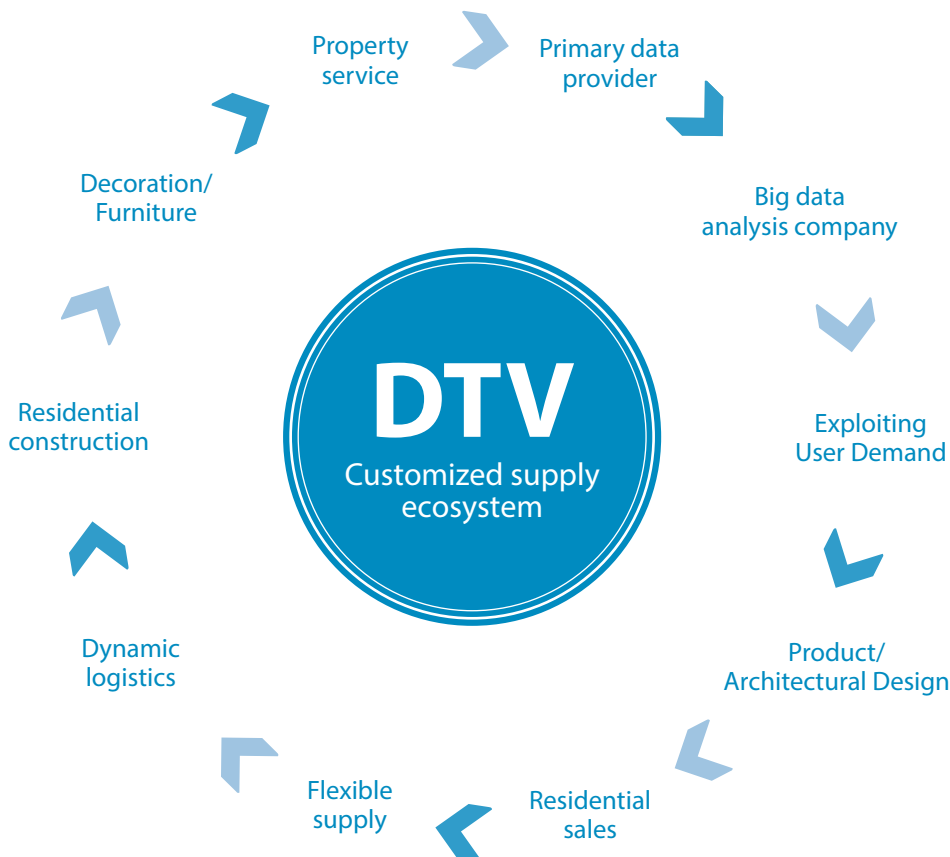 Property
service
Primary data
provider
Big data
analysis company
Exploiting
User Demand
Product/
Architectural Design
Residential
sales
Flexible
supply
Dynamic
logistics
Residential
construction
Decoration/
Furniture
DTV
Customized supply
ecosystem